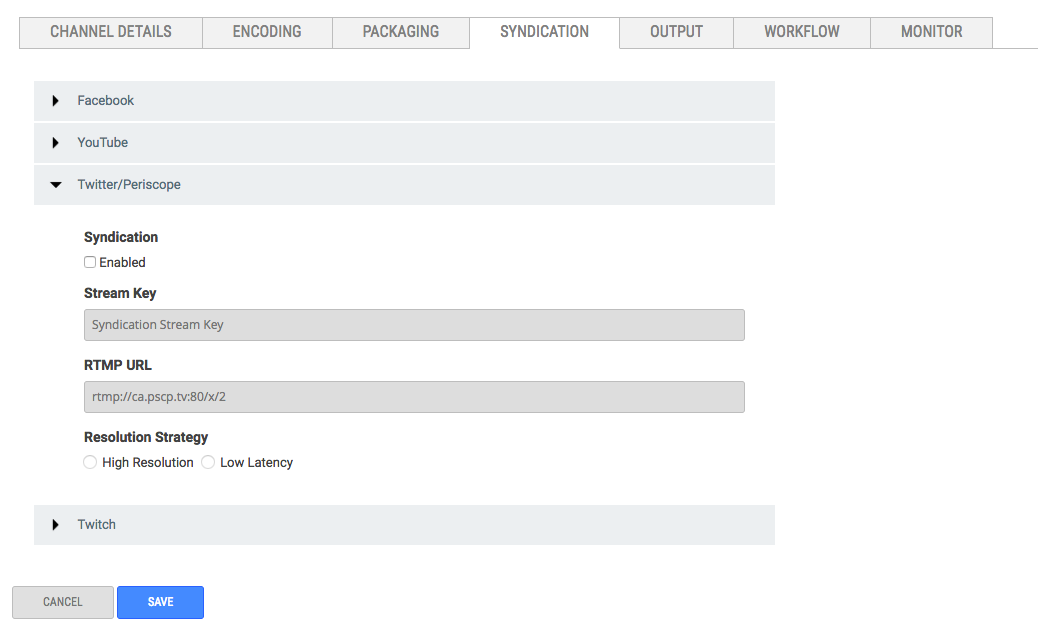 CHANNEL DETAILS ENCODING PACKAGING SYNDICATION OUTPUT WORKFLOW MONITOR
Facebook
YouTube
Twitter/Periscope
Syndication
Enabled
Stream Key
Syndication Stream Key
RTMP URL
rtmp://ca.pscp.tv:80/x/2
Resolution Strategy
High Resolution Low Latency
Twitch
CANCEL SAVE